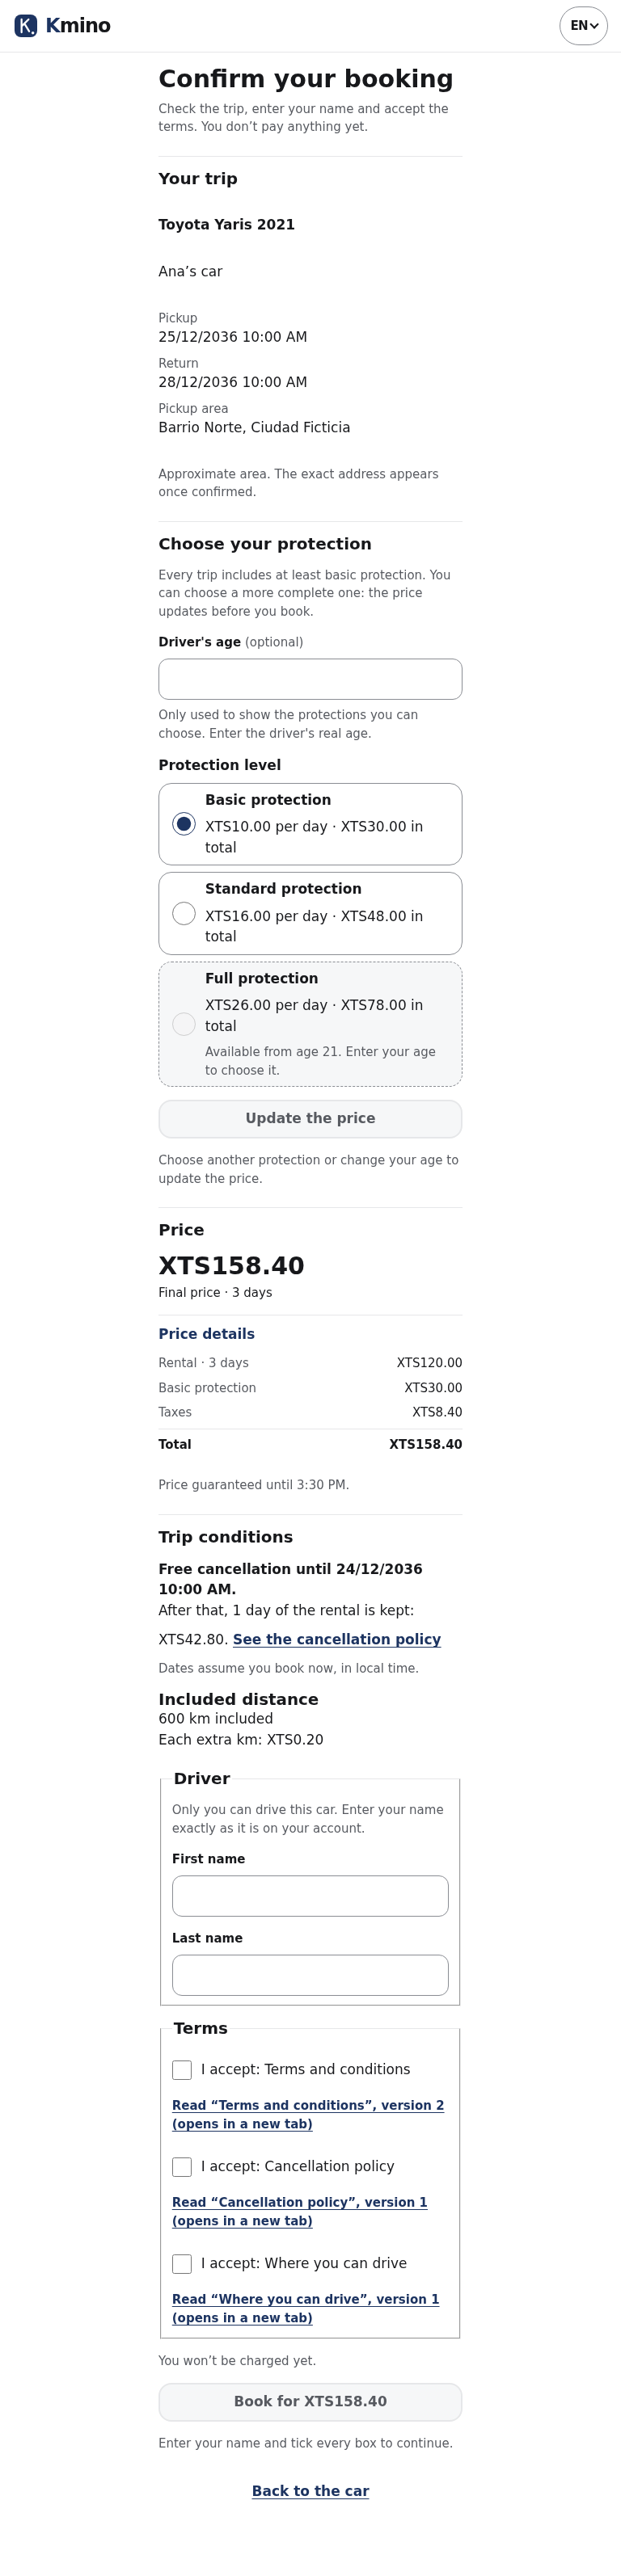 K Kmino
EN
Confirm your booking
Check the trip, enter your name and accept the
terms. You don’t pay anything yet.
Your trip
Toyota Yaris 2021
Ana’s car
Pickup
25/12/2036 10:00 AM
Return
28/12/2036 10:00 AM
Pickup area
Barrio Norte, Ciudad Ficticia
Approximate area. The exact address appears
once confirmed.
Choose your protection
Every trip includes at least basic protection. You
can choose a more complete one: the price
updates before you book.
Driver's age (optional)
Only used to show the protections you can
choose. Enter the driver's real age.
Protection level
Basic protection
XTS10.00 per day · XTS30.00 in
total
Standard protection
XTS16.00 per day · XTS48.00 in
total
Full protection
XTS26.00 per day · XTS78.00 in
total
Available from age 21. Enter your age
to choose it.
Update the price
Choose another protection or change your age to
update the price.
Price
XTS158.40
Final price · 3 days
Price details
Rental · 3 days XTS120.00
Basic protection XTS30.00
Taxes XTS8.40
Total XTS158.40
Price guaranteed until 3:30 PM.
Trip conditions
Free cancellation until 24/12/2036
10:00 AM.
After that, 1 day of the rental is kept:
XTS42.80. See the cancellation policy
Dates assume you book now, in local time.
Included distance
600 km included
Each extra km: XTS0.20
Driver
Only you can drive this car. Enter your name
exactly as it is on your account.
First name
Last name
Terms
I accept: Terms and conditions
Read “Terms and conditions”, version 2
(opens in a new tab)
I accept: Cancellation policy
Read “Cancellation policy”, version 1
(opens in a new tab)
I accept: Where you can drive
Read “Where you can drive”, version 1
(opens in a new tab)
You won’t be charged yet.
Book for XTS158.40
Enter your name and tick every box to continue.
Back to the car